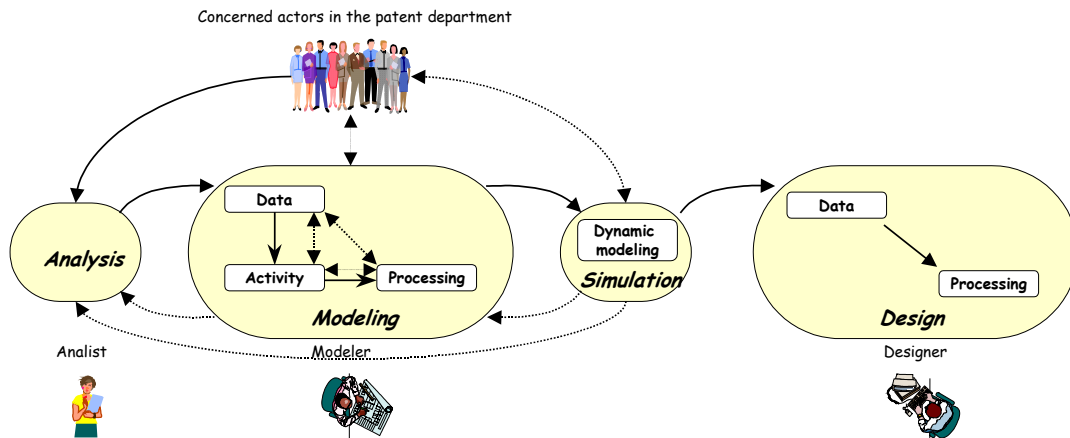 Concerned actors in the patent department
Data
Activity
Processing
Modeling
Analysis
Dynamic
modeling
Simulation
Data
Processing
Design
Analist
Modeler
Designer